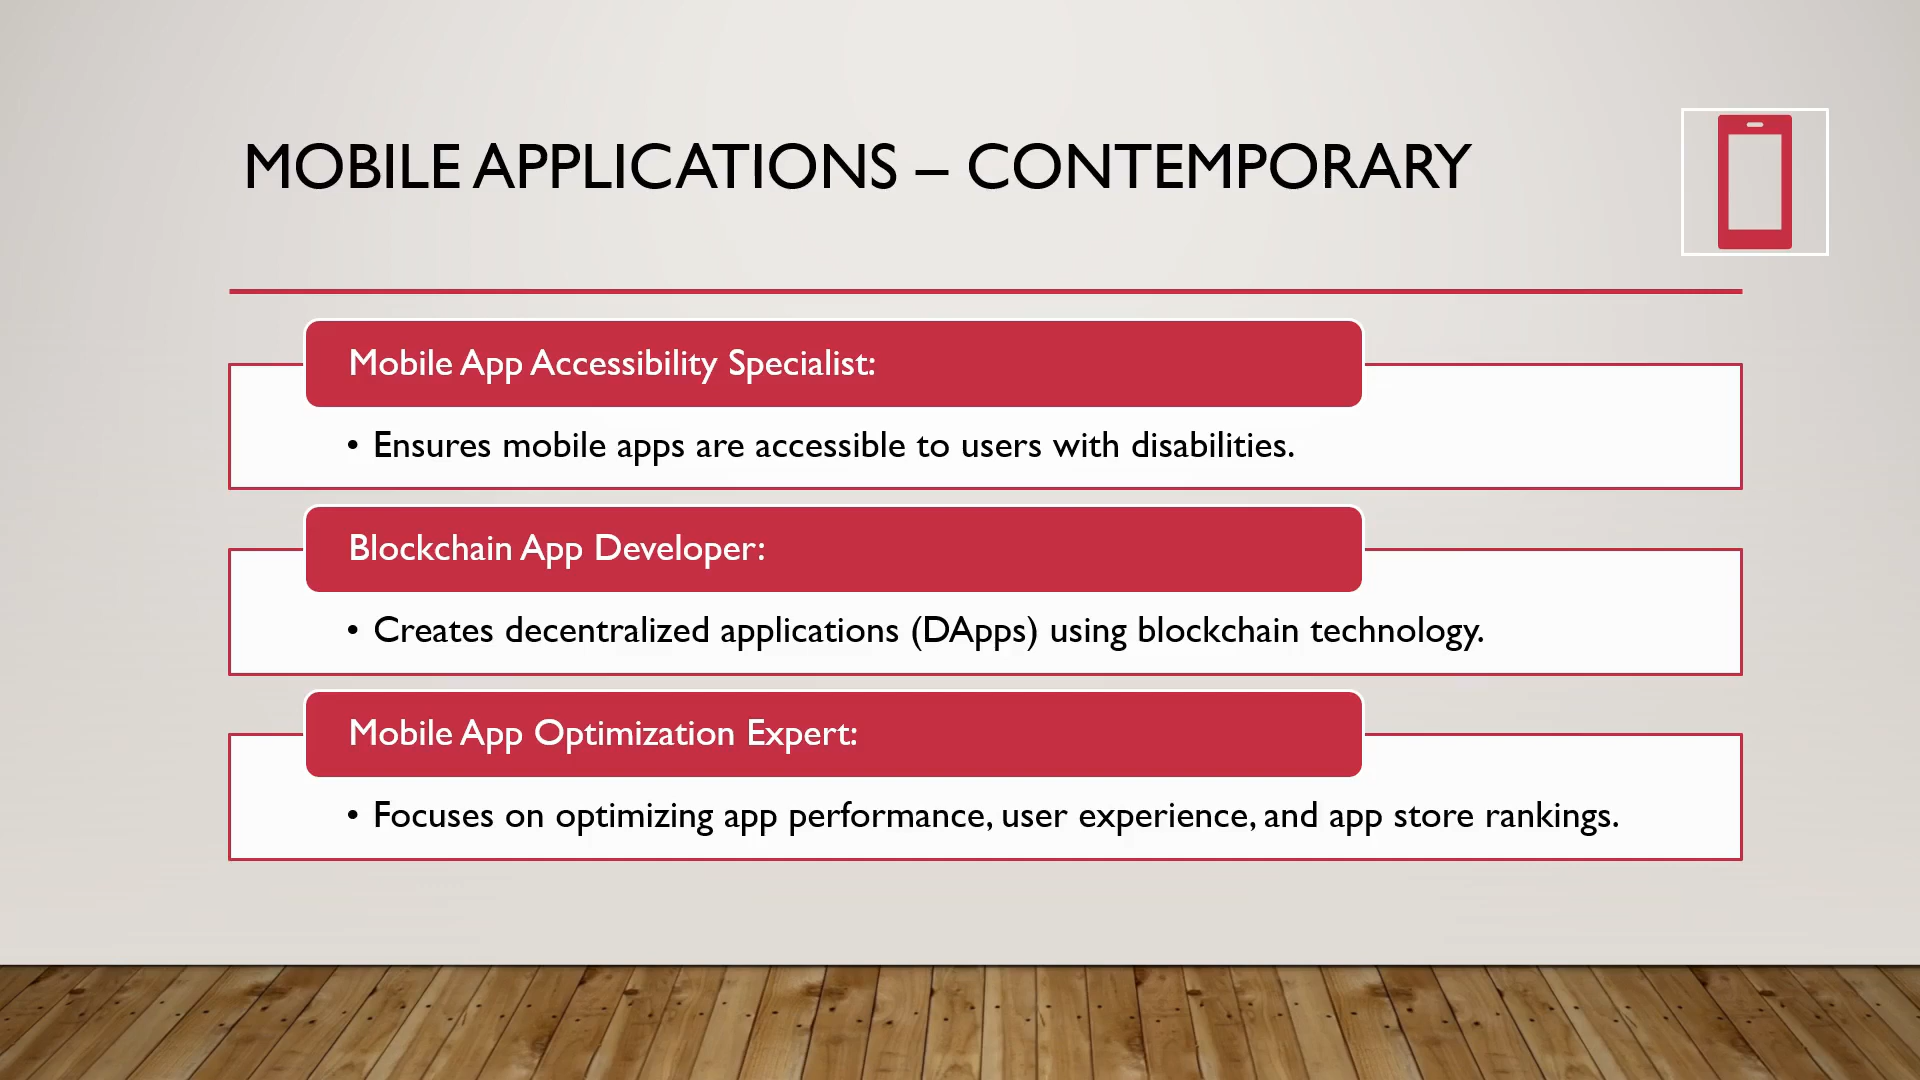 MOBILE APPLICATIONS – CONTEMPORARY
Mobile App Accessibility Specialist:
• Ensures mobile apps are accessible to users with disabilities.
Blockchain App Developer:
• Creates decentralized applications (DApps) using blockchain technology.
Mobile App Optimization Expert:
• Focuses on optimizing app performance, user experience, and app store rankings.